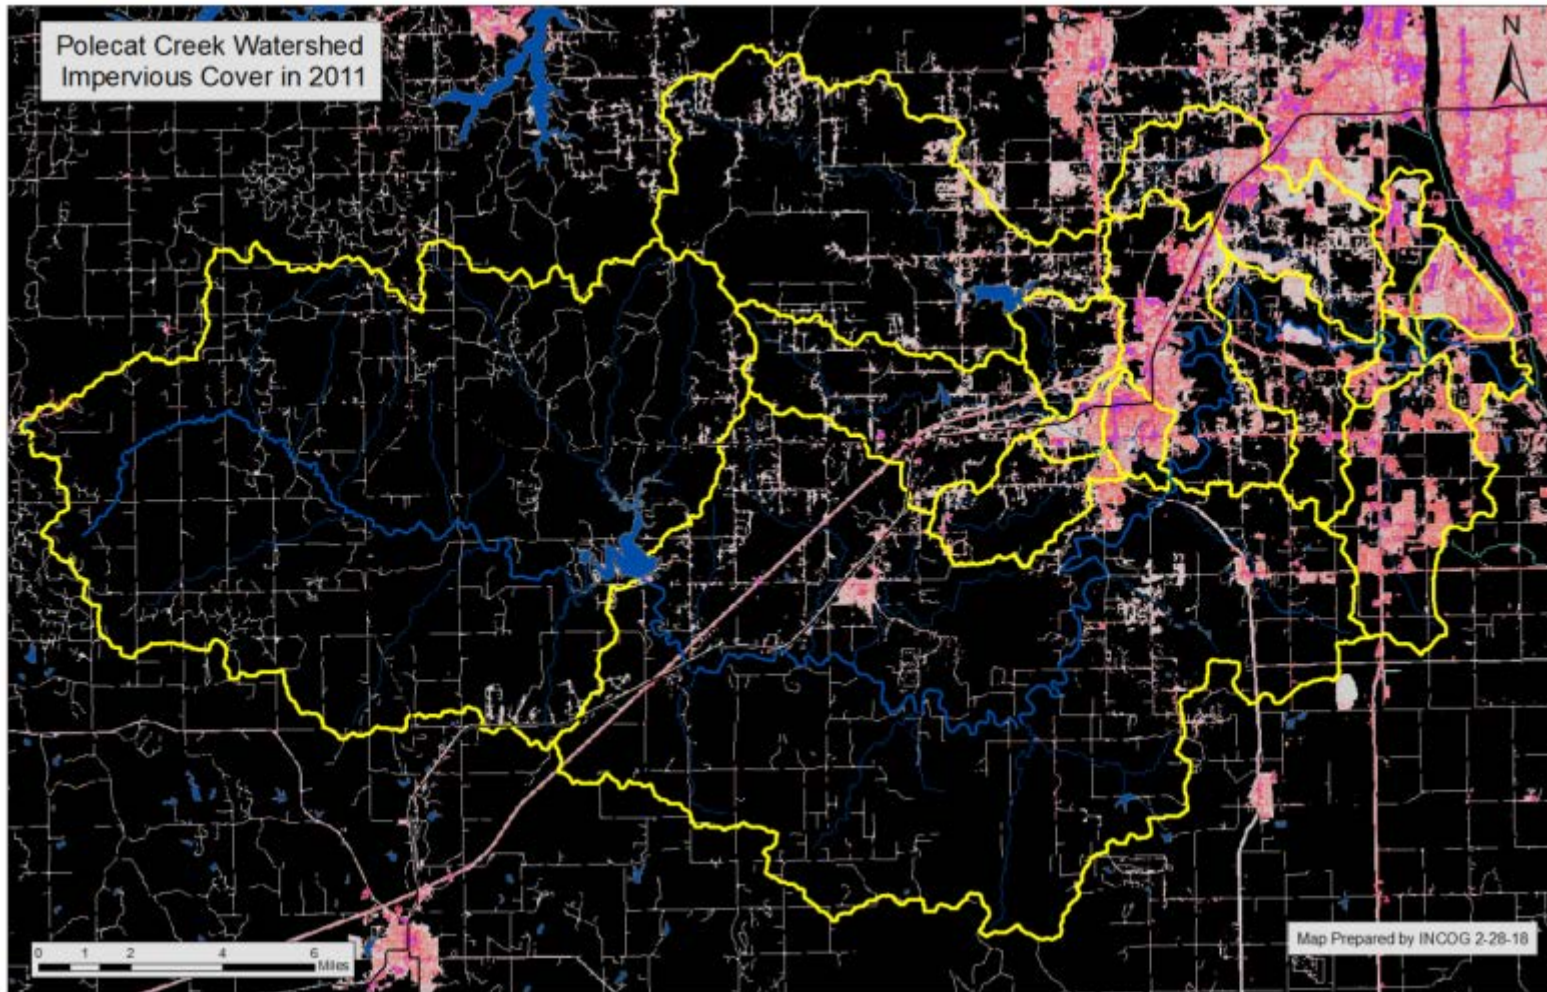 Polecat Creek Watershed
Impervious Cover in 2011
N
0 1 2 4 6
Miles
Map Prepared by INCOG 2-28-18